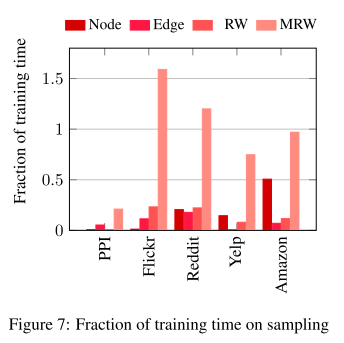 Node Edge RW MRW
Fraction of training time
1.5
1
0.5
0
PPI
Flickr
Reddit
Yelp
Amazon
Figure 7: Fraction of training time on sampling